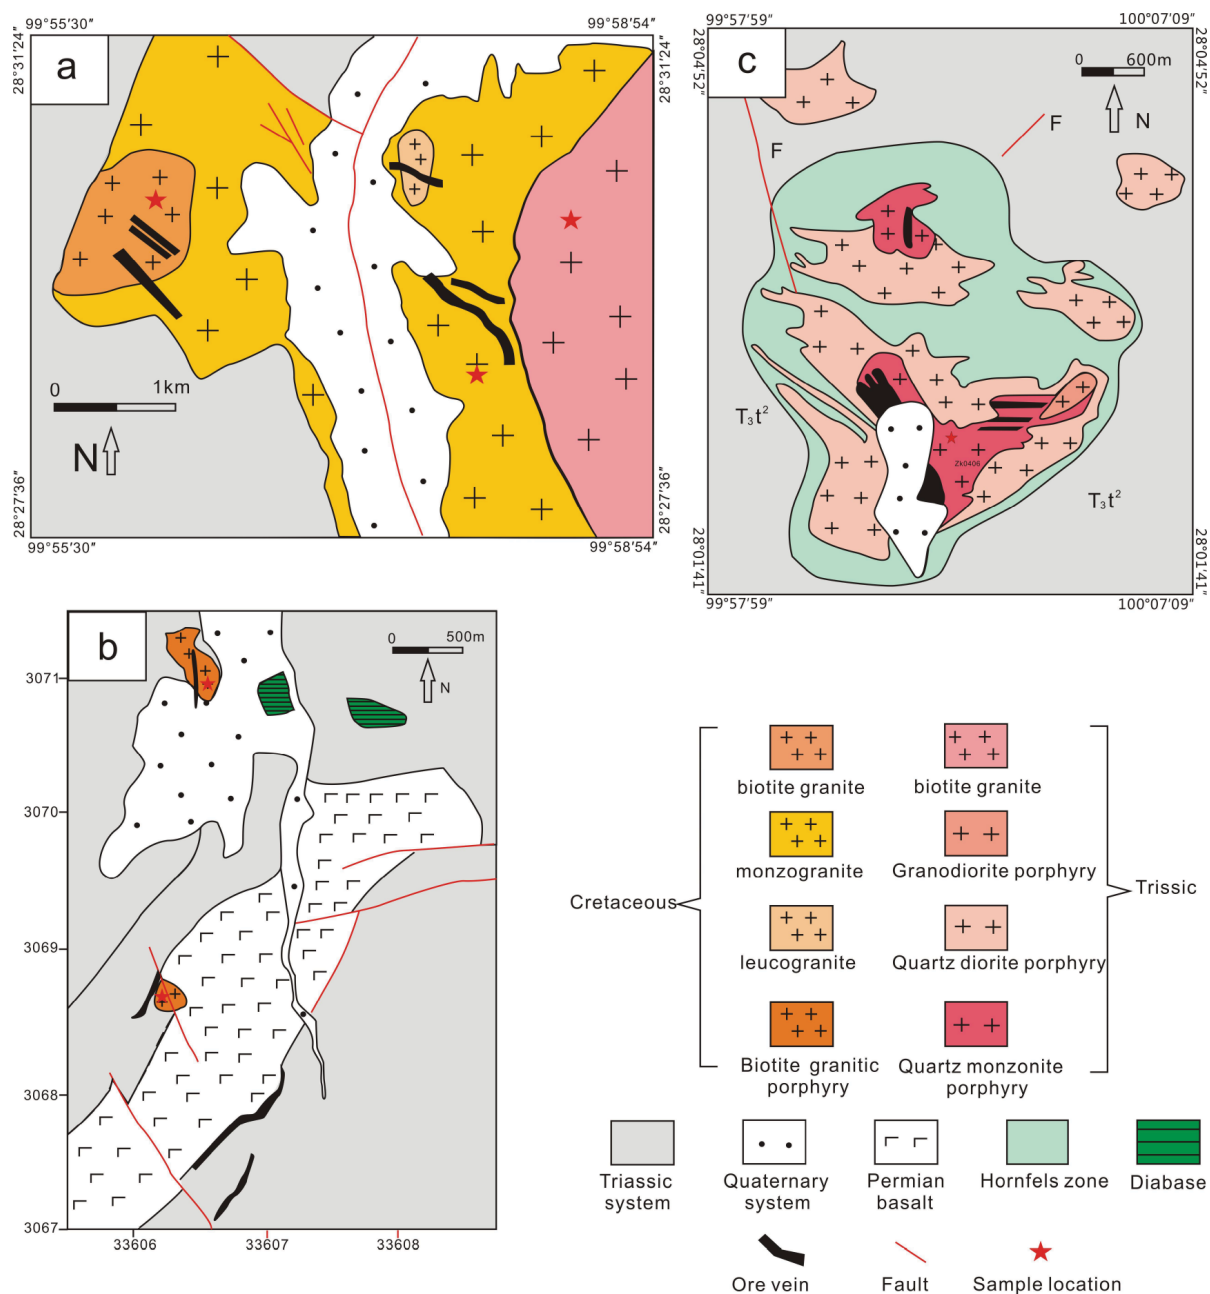 99°55′30″
99°58′54″
28°31′24″
28°31′24″
a
0 1km
N
28°27′36″
28°27′36″
99°55′30″
99°58′54″
99°57′59″
100°07′09″
28°04′52″
28°04′52″
c
0 600m
N
F
F
T₃t²
T₃t²
Zk0406
28°01′41″
28°01′41″
99°57′59″
100°07′09″
b
0 500m
N
3071
3070
3069
3068
3067
33606
33607
33608
Cretaceous
biotite granite
monzogranite
leucogranite
Biotite granitic
porphyry
biotite granite
Granodiorite porphyry
Quartz diorite porphyry
Quartz monzonite
porphyry
Trissic
Triassic
system
Quaternary
system
Permian
basalt
Hornfels zone
Diabase
Ore vein
Fault
Sample location